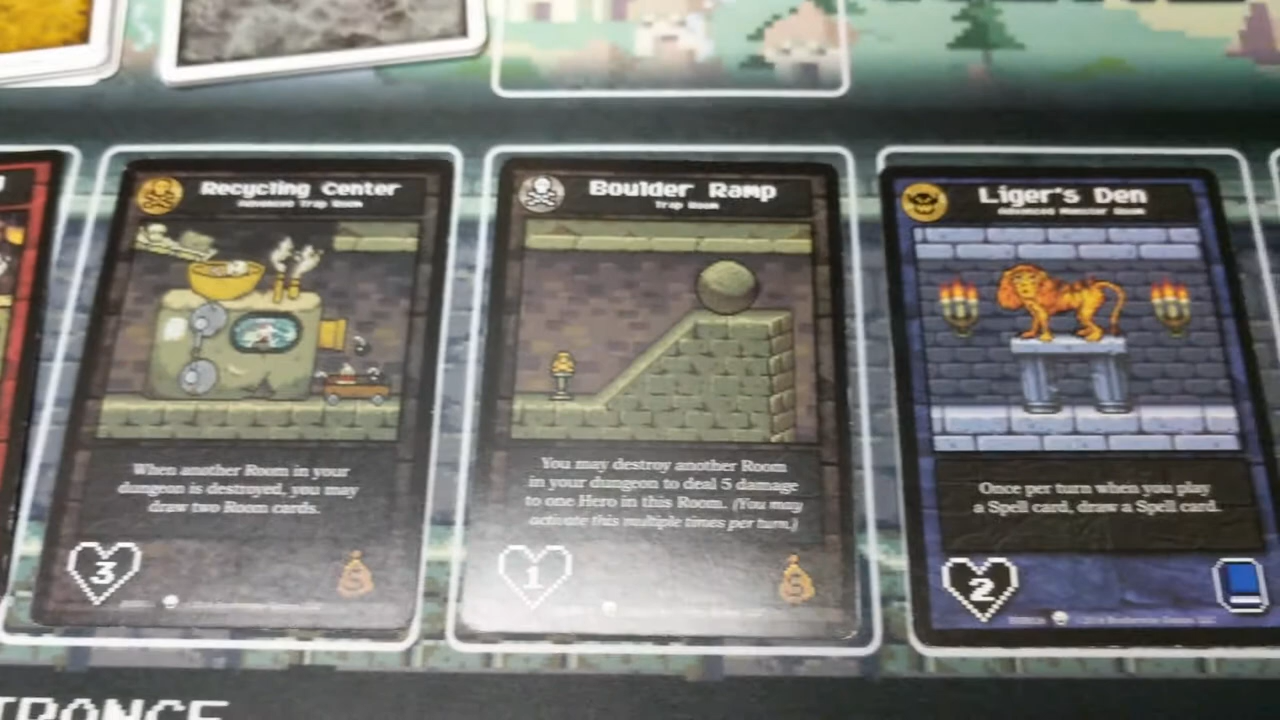 Recycling Center
Advanced Trap Room
When another Room in your
dungeon is destroyed, you may
draw two Room cards.
3
Boulder Ramp
Trap Room
You may destroy another Room
in your dungeon to deal 5 damage
to one Hero in this Room. (You may
activate this multiple times per turn.)
1
Liger's Den
Advanced Monster Room
Once per turn when you play
a Spell card, draw a Spell card.
2